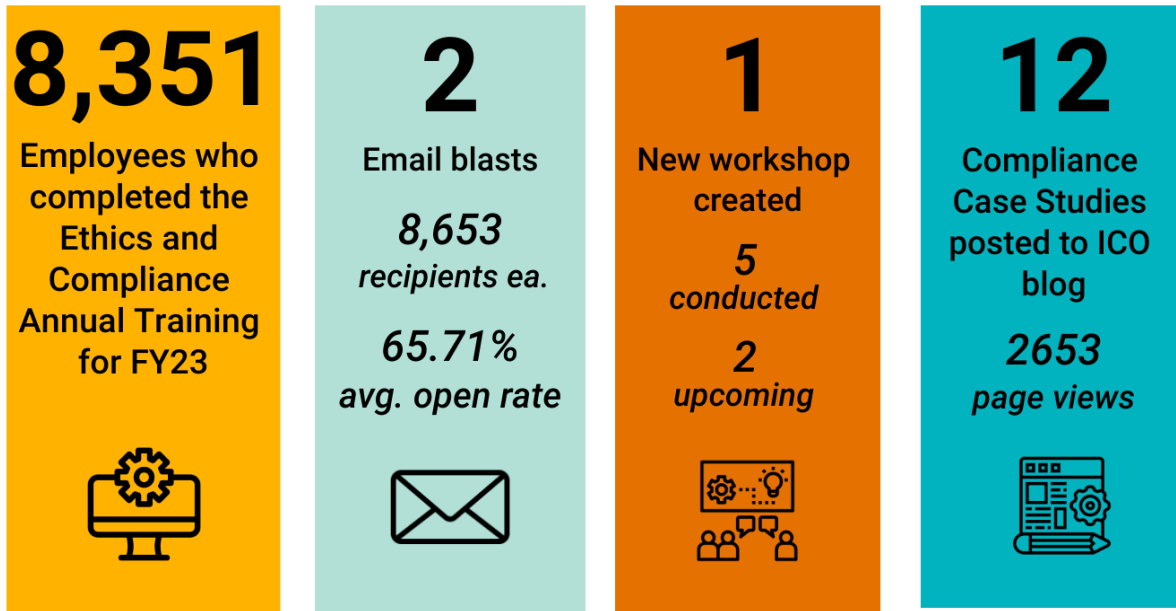 8,351
Employees who
completed the
Ethics and
Compliance
Annual Training
for FY23
2
Email blasts
8,653
recipients ea.
65.71%
avg. open rate
1
New workshop
created
5
conducted
2
upcoming
12
Compliance
Case Studies
posted to ICO
blog
2653
page views